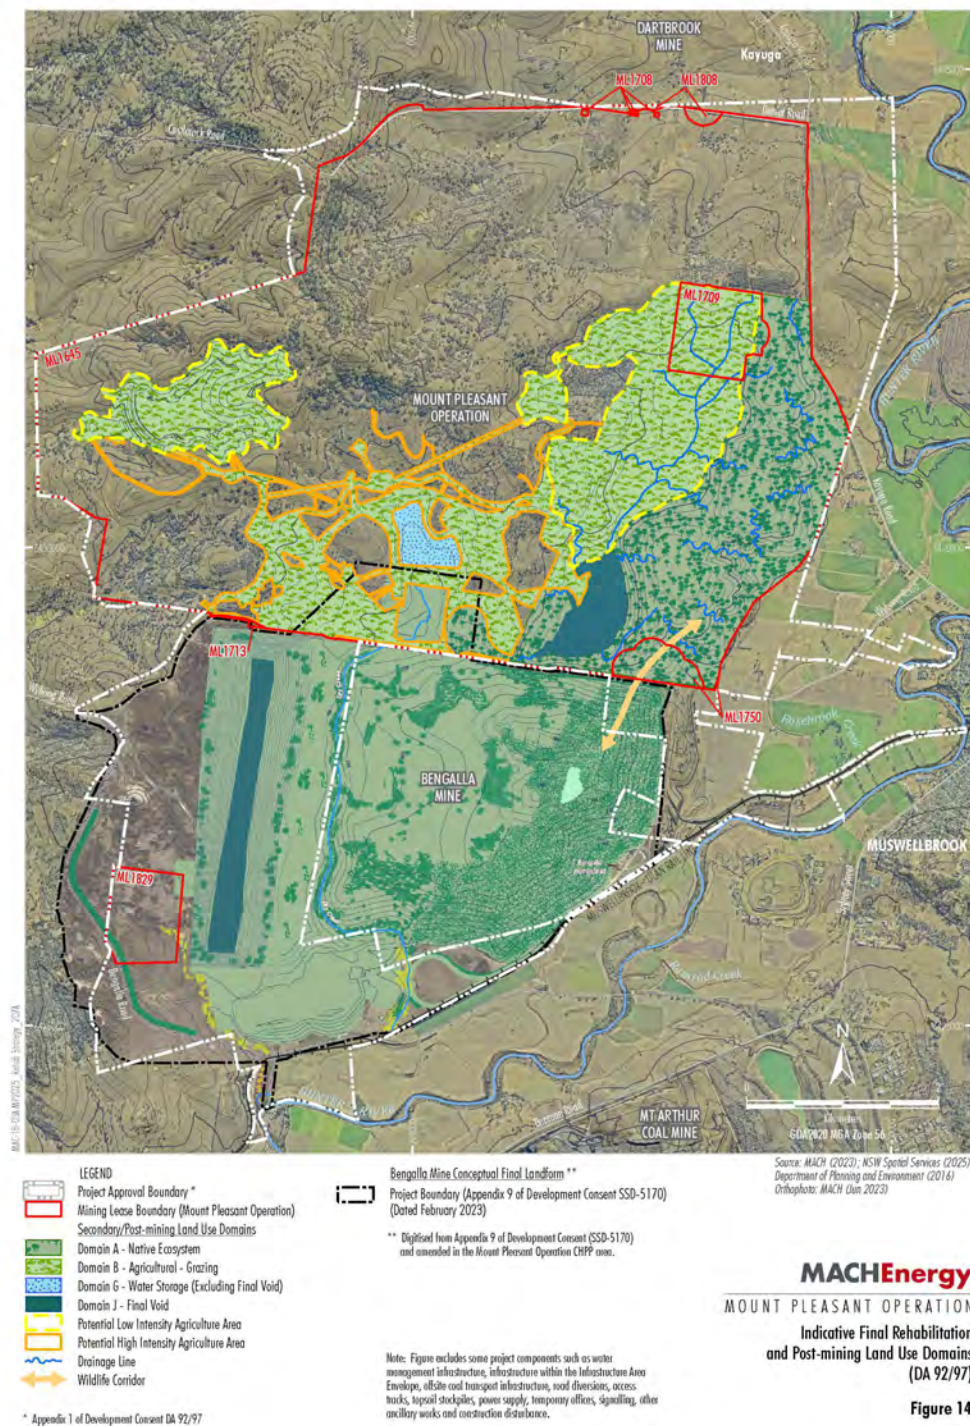 DARTBROOK
MINE
Kayuga
ML1708
ML1808
ML1709
ML1645
MOUNT PLEASANT
OPERATION
ML1713
ML1750
BENGALLA
MINE
MUSWELLBROOK
ML1829
Bengalla Road
Rosebrook Creek
HUNTER RIVER
N
MT ARTHUR
COAL MINE
GDA2020 MGA Zone 56
LEGEND
Project Approval Boundary *
Mining Lease Boundary (Mount Pleasant Operation)
Secondary/Post-mining Land Use Domains
Domain A - Native Ecosystem
Domain B - Agricultural - Grazing
Domain G - Water Storage (Excluding Final Void)
Domain J - Final Void
Potential Low Intensity Agriculture Area
Potential High Intensity Agriculture Area
Drainage Line
Wildlife Corridor
* Appendix 1 of Development Consent DA 92/97
Bengalla Mine Conceptual Final Landform **
Project Boundary (Appendix 9 of Development Consent SSD-5170)
(Dated February 2023)
** Digitised from Appendix 9 of Development Consent (SSD-5170)
and amended in the Mount Pleasant Operation CHPP area.
Note: Figure excludes some project components such as water
management infrastructure, infrastructure within the Infrastructure Area
Envelope, offsite coal transport infrastructure, road diversions, access
tracks, topsoil stockpiles, power supply, temporary offices, signalling, other
ancillary works and construction disturbance.
Source: MACH (2023); NSW Spatial Services (2025)
Department of Planning and Environment (2016)
Orthophoto: MACH (Jun 2023)
MACHEnergy
MOUNT PLEASANT OPERATION
Indicative Final Rehabilitation
and Post-mining Land Use Domains
(DA 92/97)
Figure 14